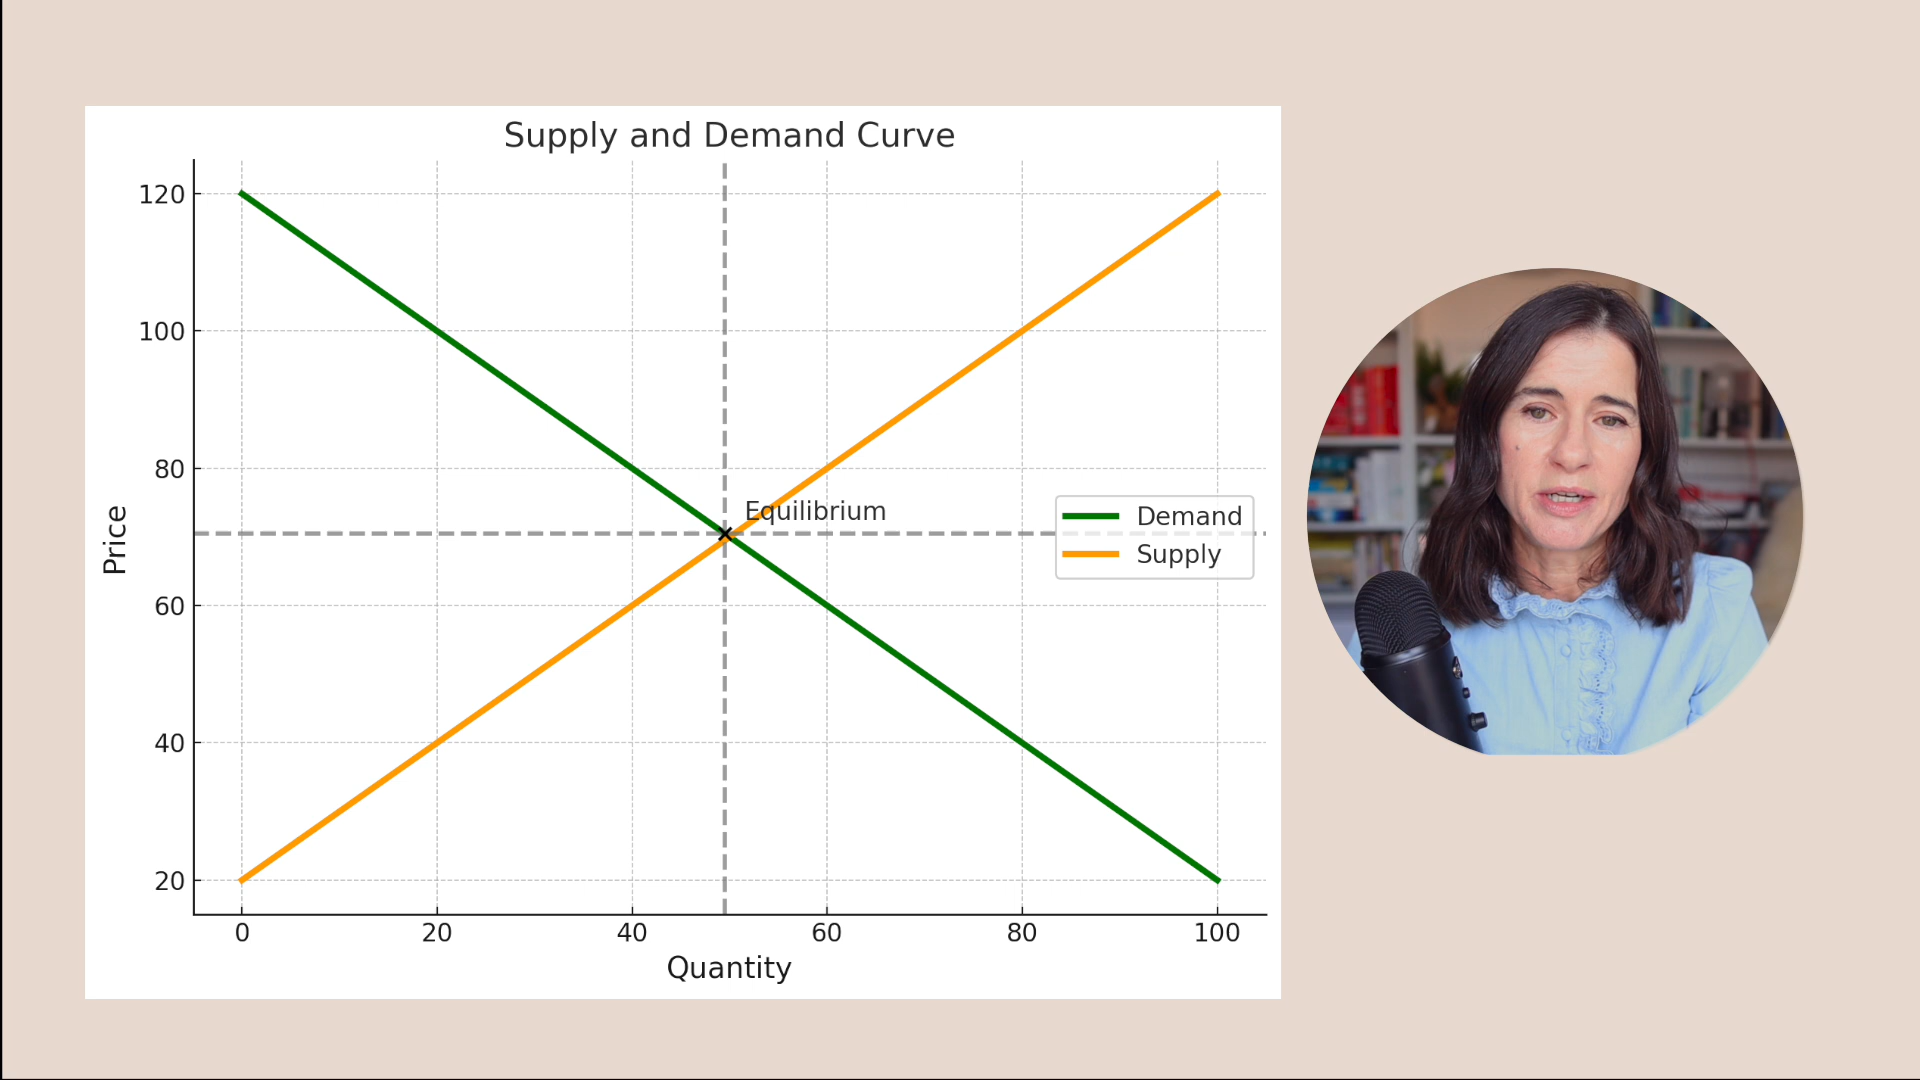 Supply and Demand Curve
120
100
80
60
40
20
Price
Equilibrium
Demand
Supply
0 20 40 60 80 100
Quantity